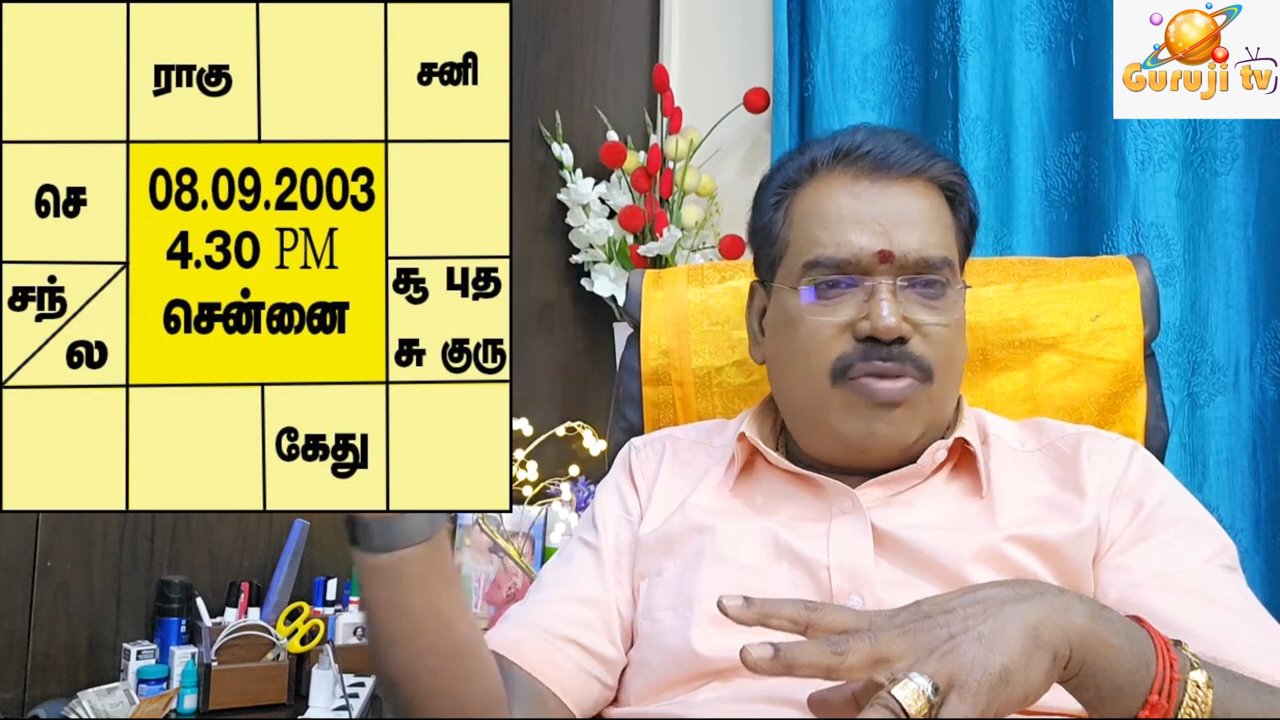 ராகு
சனி
செ
08.09.2003
4.30 PM
சென்னை
சந்
ல
சூ புத
சு குரு
கேது
Guruji tv